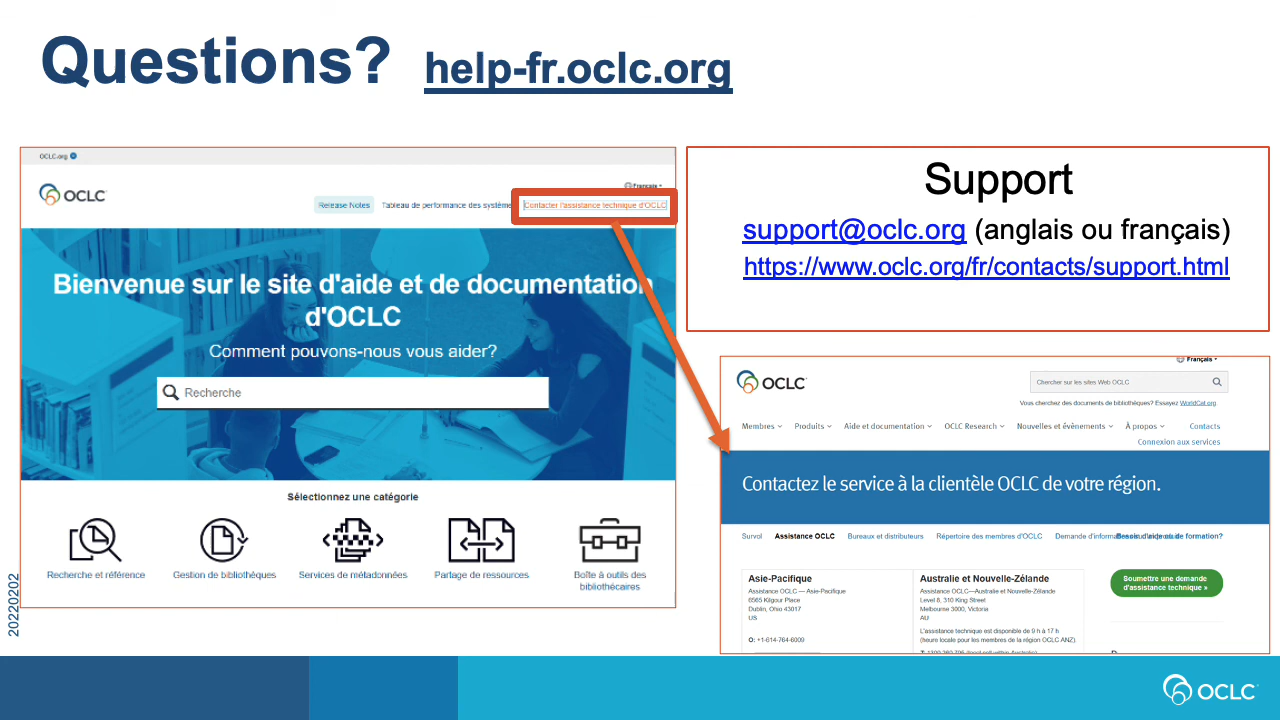 Questions? help-fr.oclc.org
OCLC.org
Français
OCLC
Release Notes
Tableau de performance des système
Contacter l'assistance technique d'OCLC
Bienvenue sur le site d'aide et de documentation
d'OCLC
Comment pouvons-nous vous aider?
Recherche
Sélectionnez une catégorie
Recherche et référence
Gestion de bibliothèques
Services de métadonnées
Partage de ressources
Boîte à outils des
bibliothécaires
20220202
Support
support@oclc.org (anglais ou français)
https://www.oclc.org/fr/contacts/support.html
Français
OCLC
Chercher sur les sites Web OCLC
Vous cherchez des documents de bibliothèques? Essayez WorldCat.org
Membres Produits Aide et documentation OCLC Research Nouvelles et évènements À propos Contacts
Connexion aux services
Contactez le service à la clientèle OCLC de votre région.
Survol Assistance OCLC Bureaux et distributeurs Répertoire des membres d'OCLC Demande d'inform
de formation?
Asie-Pacifique
Assistance OCLC — Asie-Pacifique
6565 Kilgour Place
Dublin, Ohio 43017
US
O: +1-614-764-6009
Australie et Nouvelle-Zélande
Assistance OCLC—Australie et Nouvelle-Zélande
Level 8, 310 King Street
Melbourne 3000, Victoria
AU
L'assistance technique est disponible de 9 h à 17 h
(heure locale pour les membres de la région OCLC ANZ).
Soumettre une demande
d'assistance technique »
OCLC